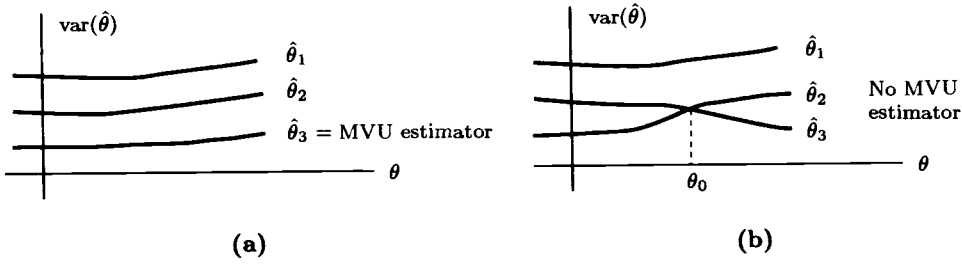 var(θ̂)
θ̂₁
θ̂₂
θ̂₃ = MVU estimator
θ
(a)
var(θ̂)
θ̂₁
θ̂₂
θ̂₃
No MVU
estimator
θ
θ₀
(b)